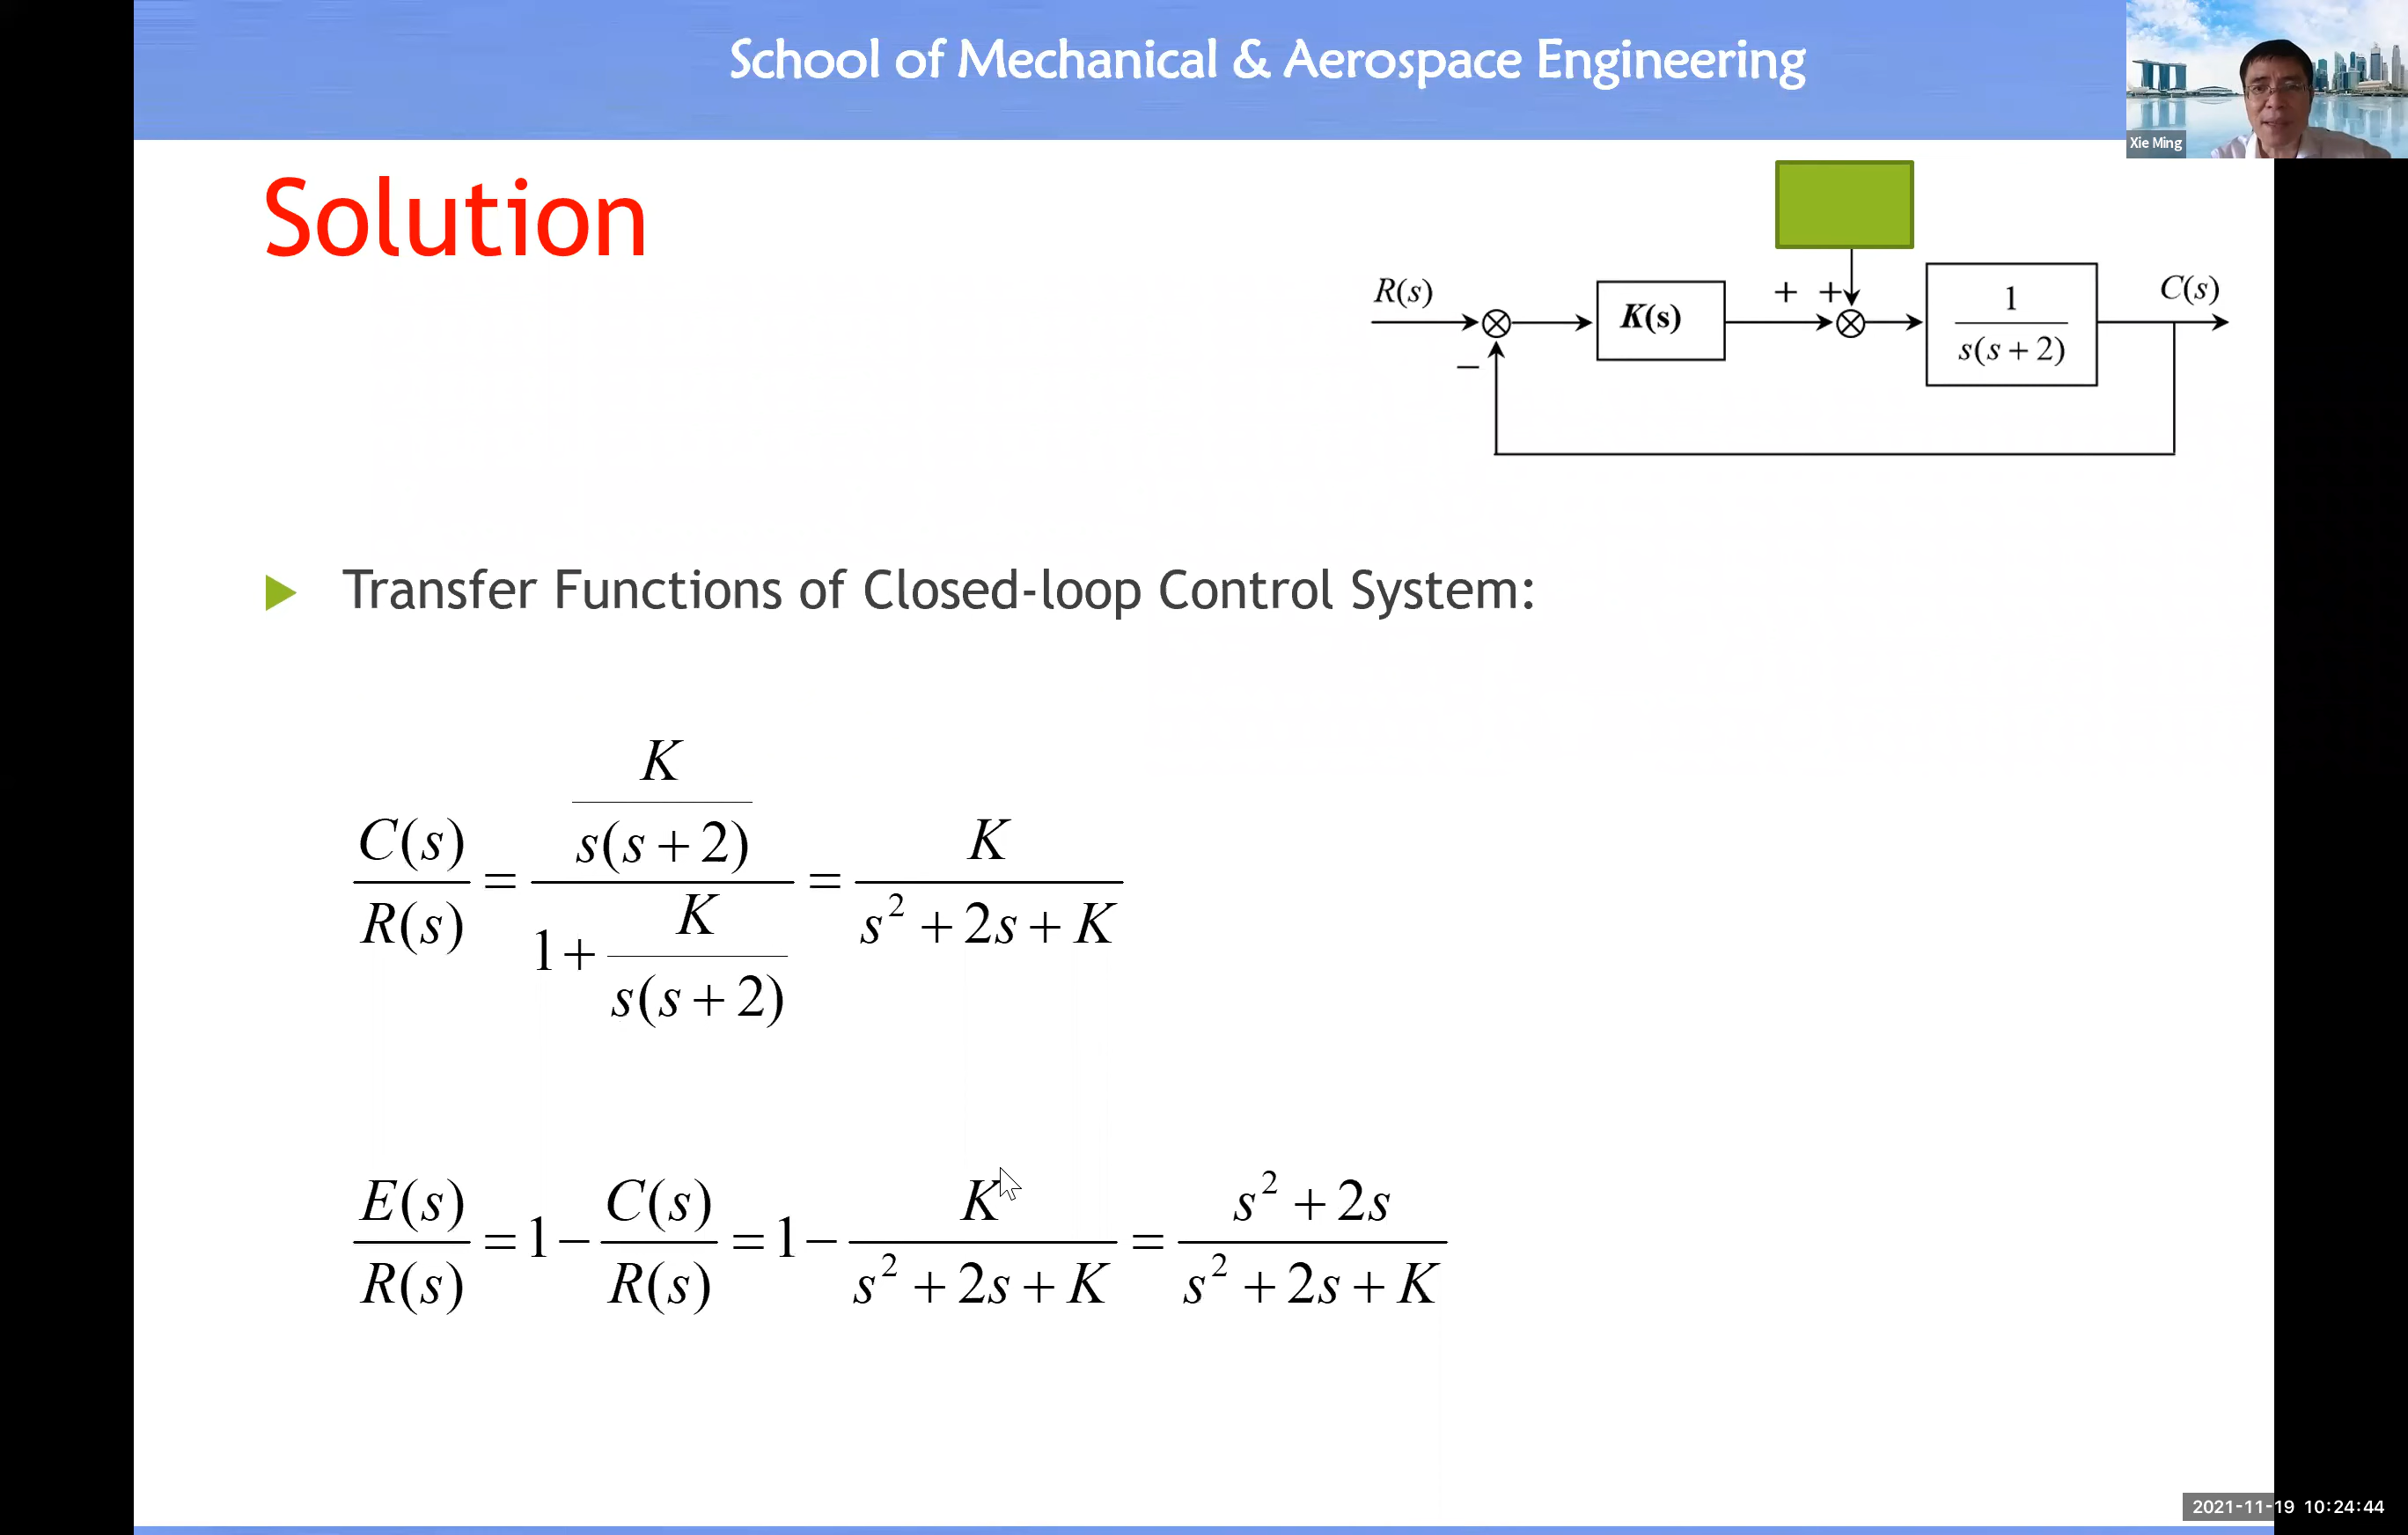 School of Mechanical & Aerospace Engineering
Xie Ming
Solution
R(s)
−
K(s)
+ +
1
s(s + 2)
C(s)
Transfer Functions of Closed-loop Control System:
C(s)/R(s) = (K/(s(s + 2)))/(1 + K/(s(s + 2))) = K/(s² + 2s + K)
E(s)/R(s) = 1 − C(s)/R(s) = 1 − K/(s² + 2s + K) = (s² + 2s)/(s² + 2s + K)
2021-11-19 10:24:44